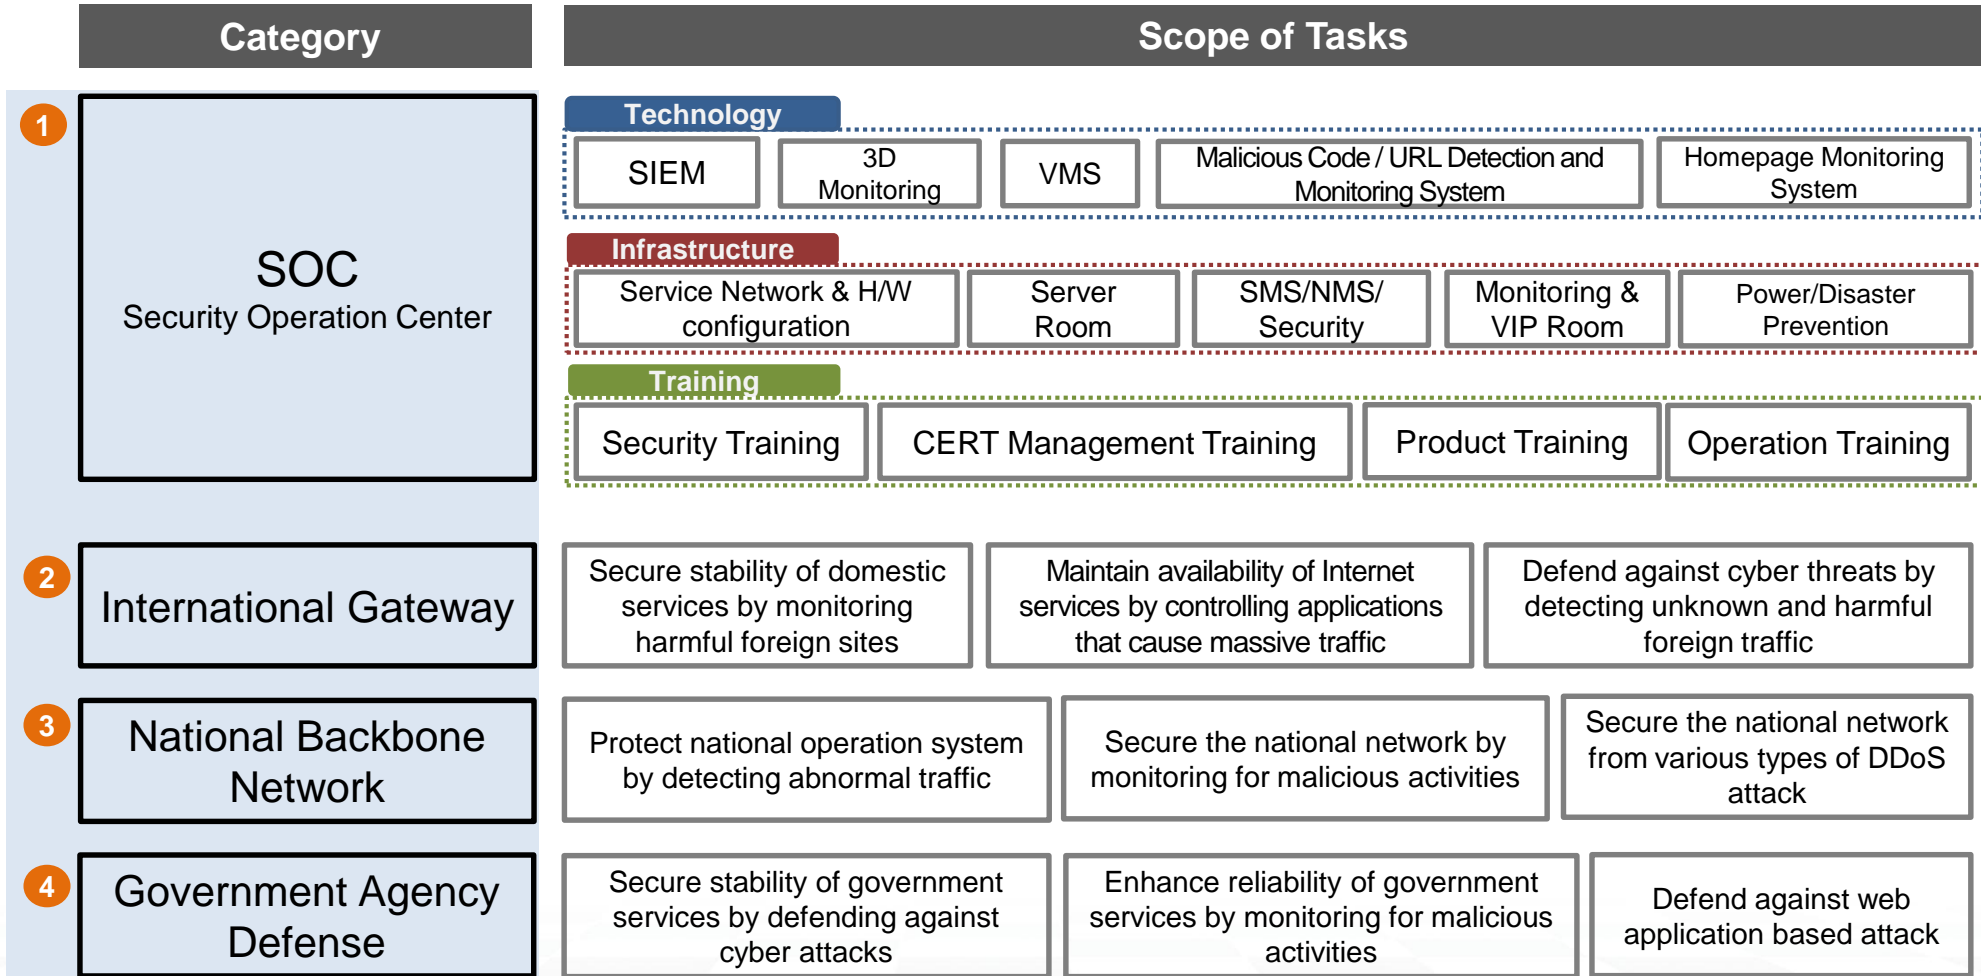 Category
Scope of Tasks
1
SOC
Security Operation Center
Technology
SIEM
3D
Monitoring
VMS
Malicious Code / URL Detection and
Monitoring System
Homepage Monitoring
System
Infrastructure
Service Network & H/W
configuration
Server
Room
SMS/NMS/
Security
Monitoring &
VIP Room
Power/Disaster
Prevention
Training
Security Training
CERT Management Training
Product Training
Operation Training
2
International Gateway
Secure stability of domestic
services by monitoring
harmful foreign sites
Maintain availability of Internet
services by controlling applications
that cause massive traffic
Defend against cyber threats by
detecting unknown and harmful
foreign traffic
3
National Backbone
Network
Protect national operation system
by detecting abnormal traffic
Secure the national network by
monitoring for malicious activities
Secure the national network
from various types of DDoS
attack
4
Government Agency
Defense
Secure stability of government
services by defending against
cyber attacks
Enhance reliability of government
services by monitoring for malicious
activities
Defend against web
application based attack